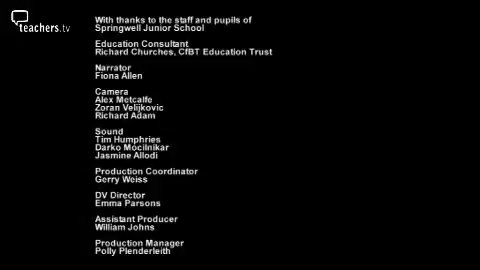 teachers.tv
With thanks to the staff and pupils of
Springwell Junior School
Education Consultant
Richard Churches, CfBT Education Trust
Narrator
Fiona Allen
Camera
Alex Metcalfe
Zoran Velijkovic
Richard Adam
Sound
Tim Humphries
Darko Mocilnikar
Jasmine Allodi
Production Coordinator
Gerry Weiss
DV Director
Emma Parsons
Assistant Producer
William Johns
Production Manager
Polly Plenderleith